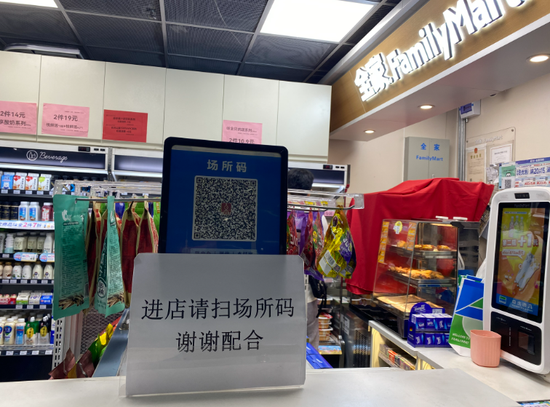 全家 FamilyMart
2件14元
2件19元
Beverage
场所码
全 家
FamilyMart
进店请扫场所码
谢谢配合